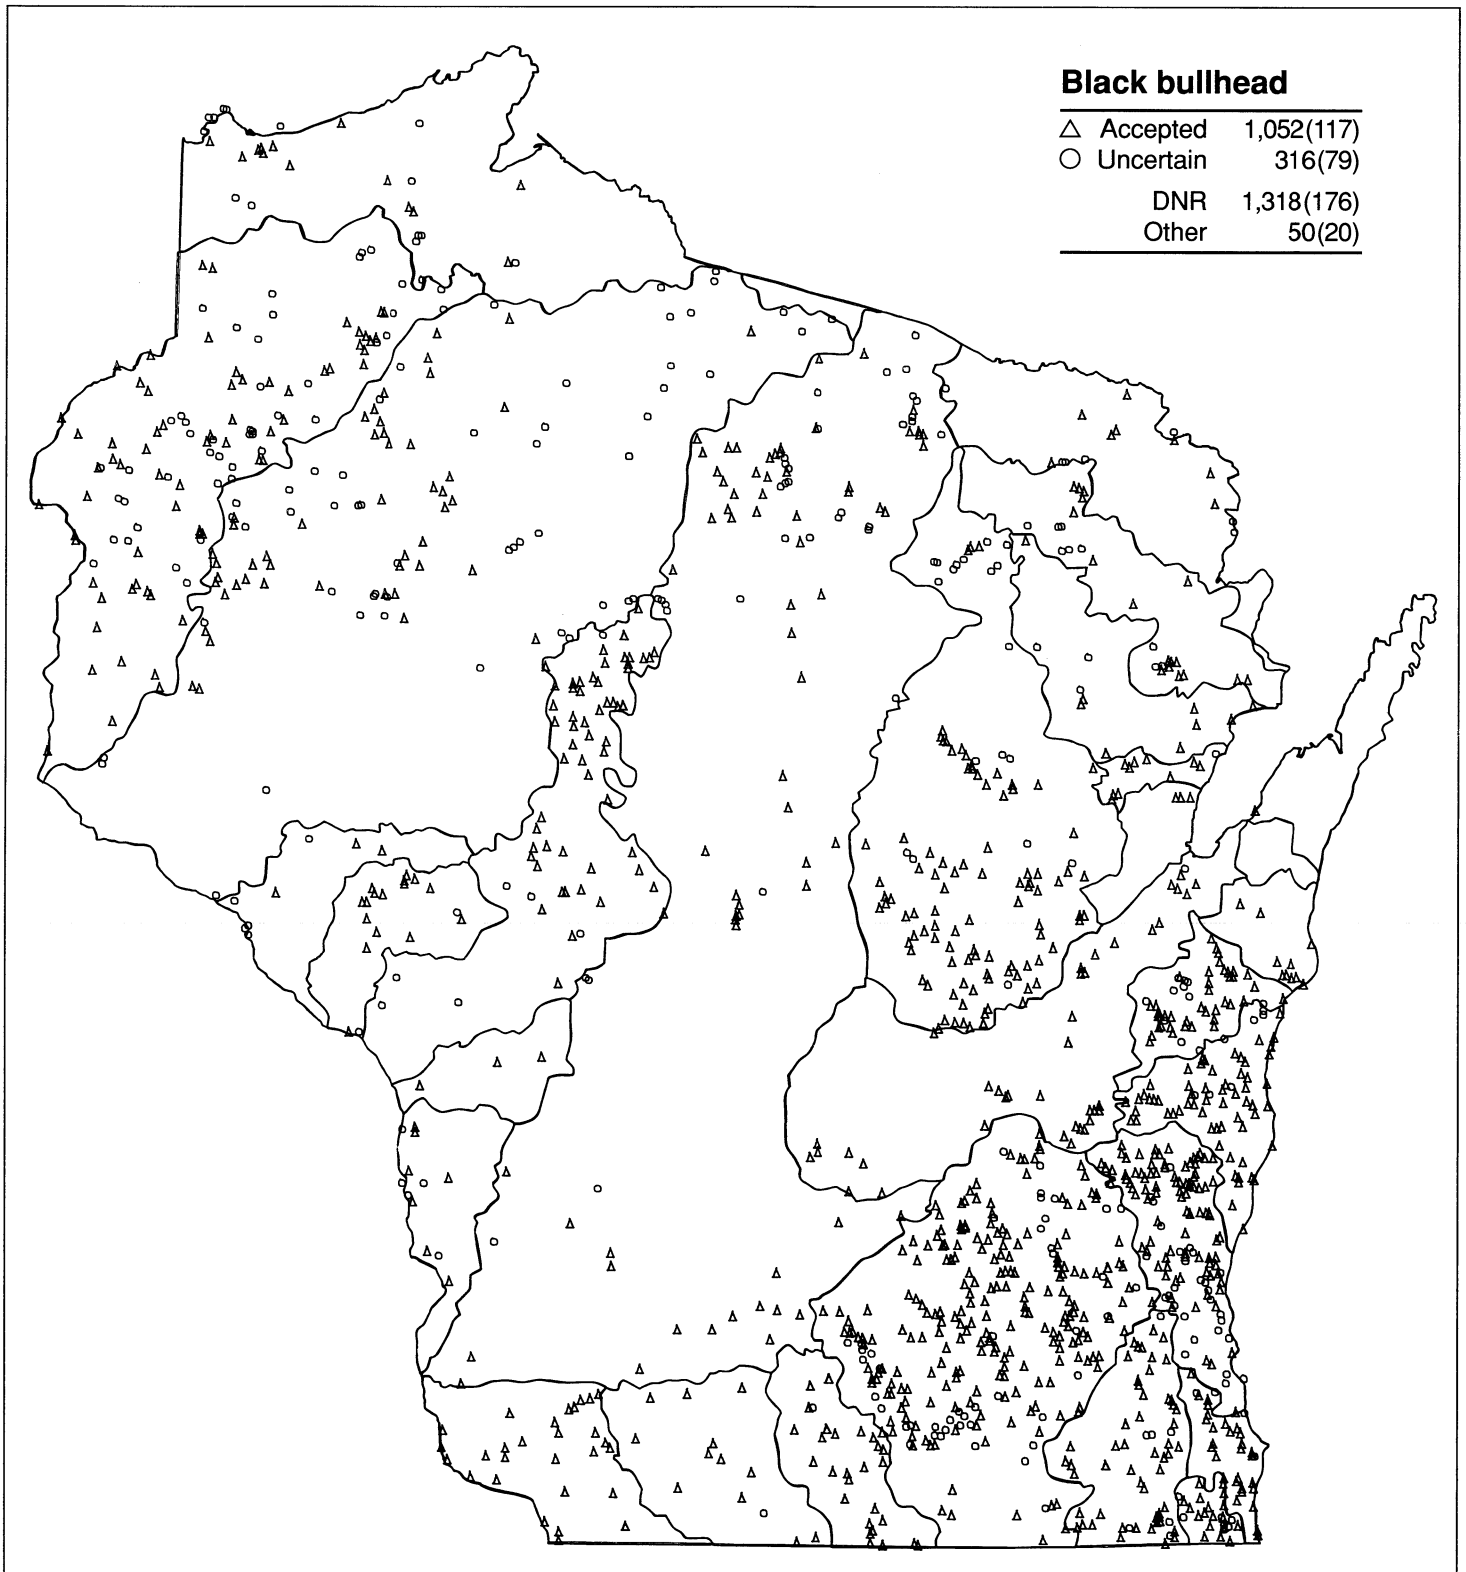 Black bullhead
△ Accepted 1,052(117)
○ Uncertain 316(79)
DNR 1,318(176)
Other 50(20)